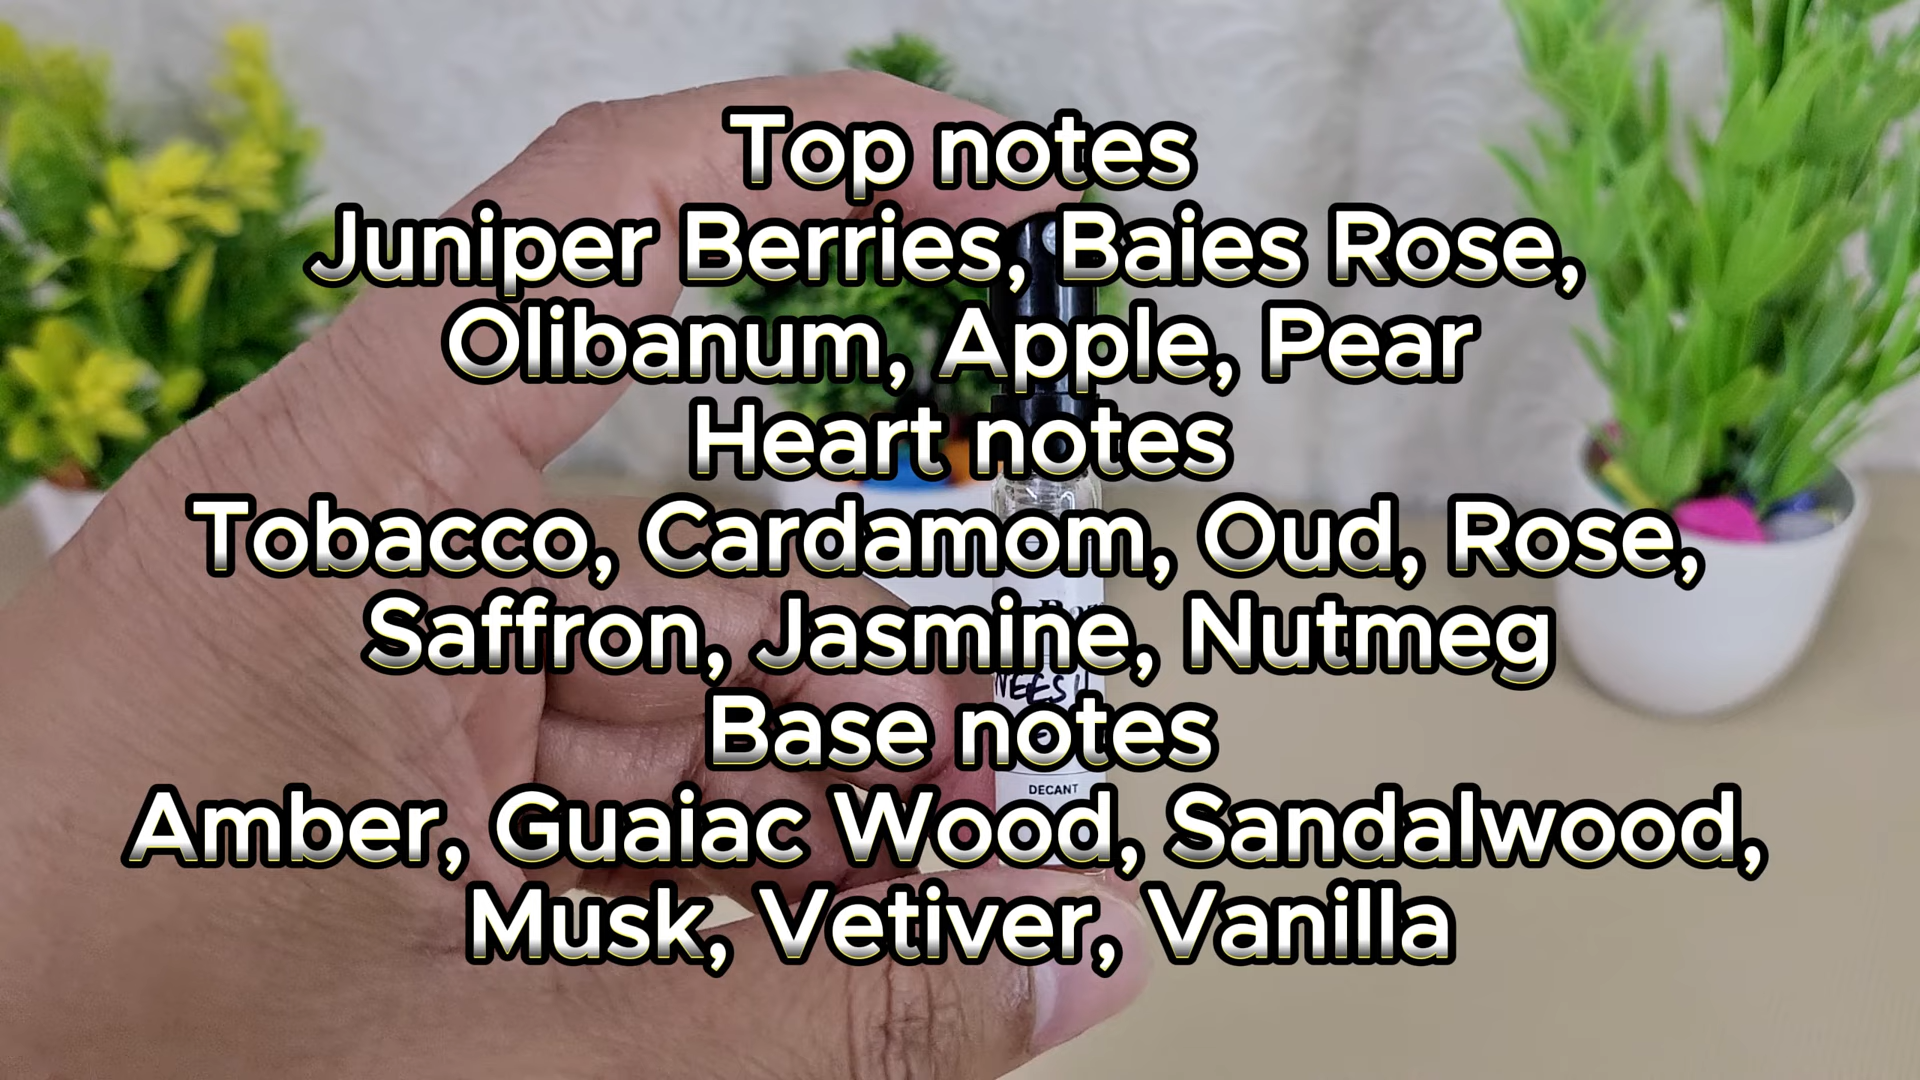 Top notes
Juniper Berries, Baies Rose,
Olibanum, Apple, Pear
Heart notes
Tobacco, Cardamom, Oud, Rose,
Saffron, Jasmine, Nutmeg
Base notes
Amber, Guaiac Wood, Sandalwood,
Musk, Vetiver, Vanilla
DECANT